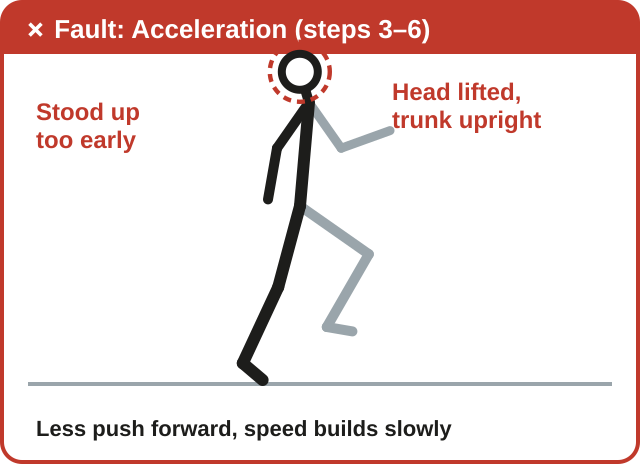 × Fault: Acceleration (steps 3–6)
Stood up
too early
Head lifted,
trunk upright
Less push forward, speed builds slowly